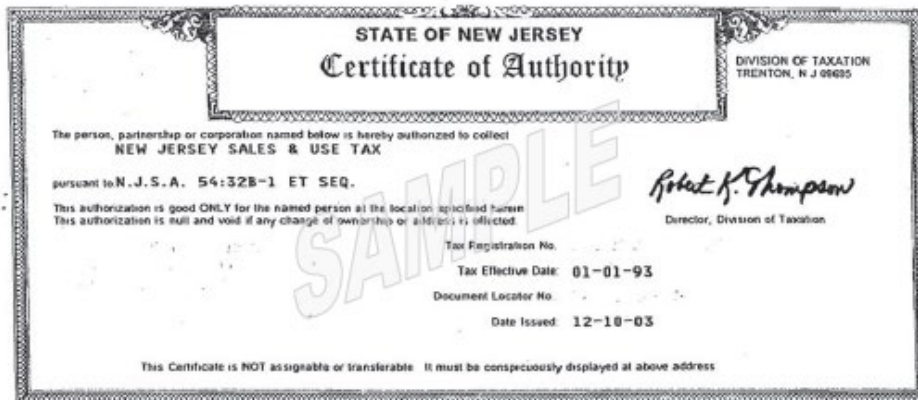 STATE OF NEW JERSEY
Certificate of Authority
DIVISION OF TAXATION
TRENTON, N J 08695
The person, partnership or corporation named below is hereby authorized to collect
NEW JERSEY SALES & USE TAX
pursuant to N.J.S.A. 54:32B-1 ET SEQ.
This authorization is good ONLY for the named person at the location specified herein
This authorization is null and void if any change of ownership or address is effected.
Robert K. Thompson
Director, Division of Taxation
Tax Registration No.
Tax Effective Date: 01-01-93
Document Locator No.
Date Issued: 12-10-03
This Certificate is NOT assignable or transferable It must be conspicuously displayed at above address
SAMPLE